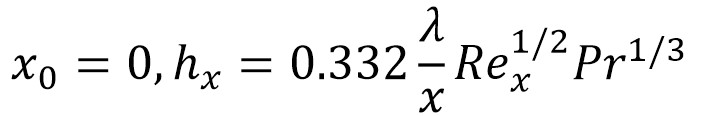 $x_0 = 0, h_x = 0.332 \frac{\lambda}{x} Re_x^{1/2} Pr^{1/3}$